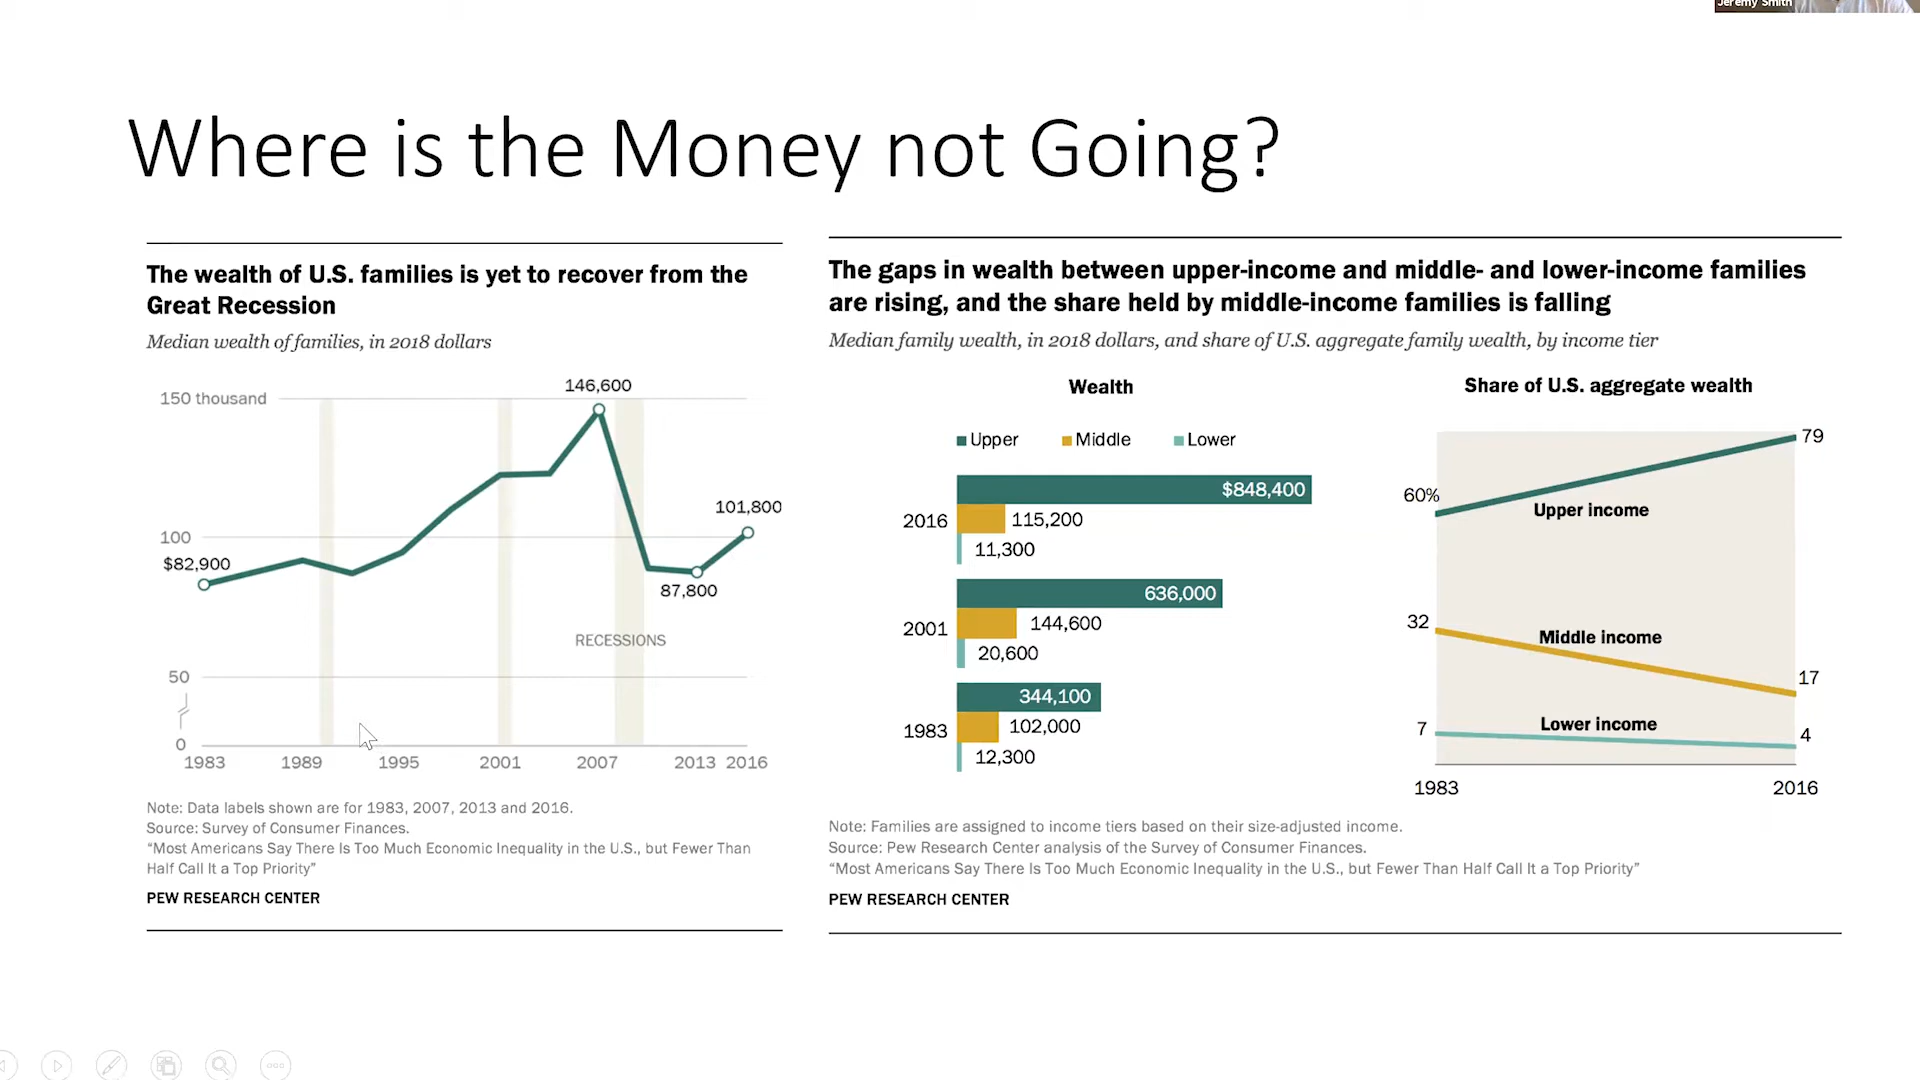 Jeremy Smith
Where is the Money not Going?
The wealth of U.S. families is yet to recover from the
Great Recession
Median wealth of families, in 2018 dollars
150 thousand
146,600
101,800
100
$82,900
87,800
RECESSIONS
50
0
1983 1989 1995 2001 2007 2013 2016
Note: Data labels shown are for 1983, 2007, 2013 and 2016.
Source: Survey of Consumer Finances.
“Most Americans Say There Is Too Much Economic Inequality in the U.S., but Fewer Than
Half Call It a Top Priority”
PEW RESEARCH CENTER
The gaps in wealth between upper-income and middle- and lower-income families
are rising, and the share held by middle-income families is falling
Median family wealth, in 2018 dollars, and share of U.S. aggregate family wealth, by income tier
Wealth
Upper Middle Lower
$848,400
2016 115,200
11,300
636,000
2001 144,600
20,600
344,100
1983 102,000
12,300
Share of U.S. aggregate wealth
79
60%
Upper income
32
Middle income
17
Lower income
7
4
1983 2016
Note: Families are assigned to income tiers based on their size-adjusted income.
Source: Pew Research Center analysis of the Survey of Consumer Finances.
“Most Americans Say There Is Too Much Economic Inequality in the U.S., but Fewer Than Half Call It a Top Priority”
PEW RESEARCH CENTER